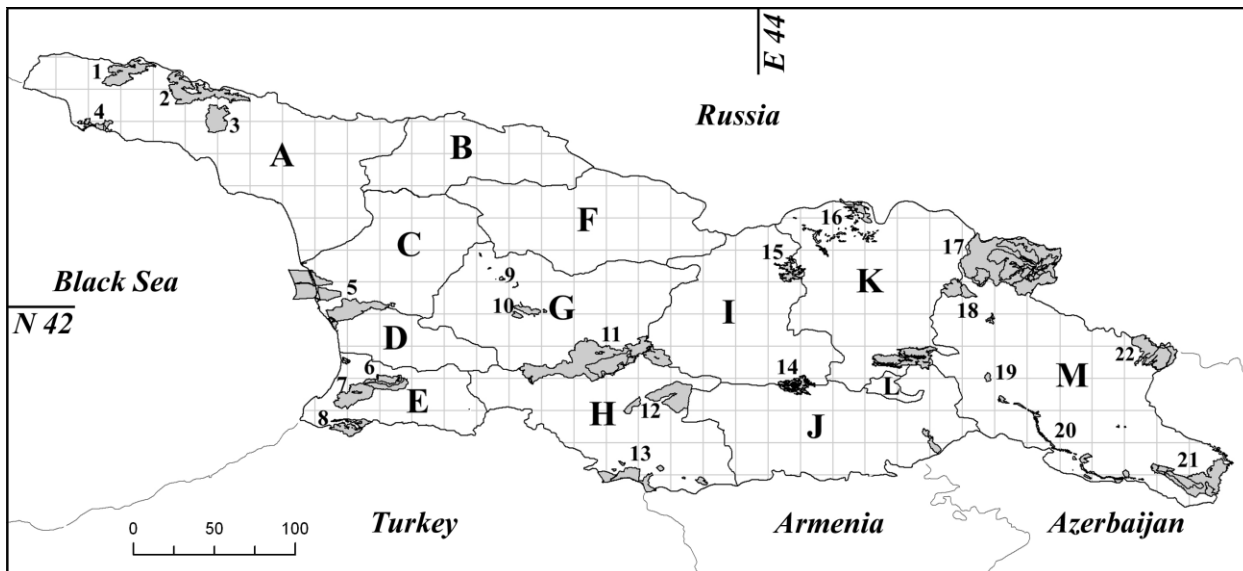 E 44
1
2
3
4
Russia
A
B
F
C
16
15
17
K
Black Sea
N 42
5
9
10
G
I
18
D
11
22
6
7
E
14
19
M
8
12
H
L
J
13
20
21
0 50 100
Turkey
Armenia
Azerbaijan